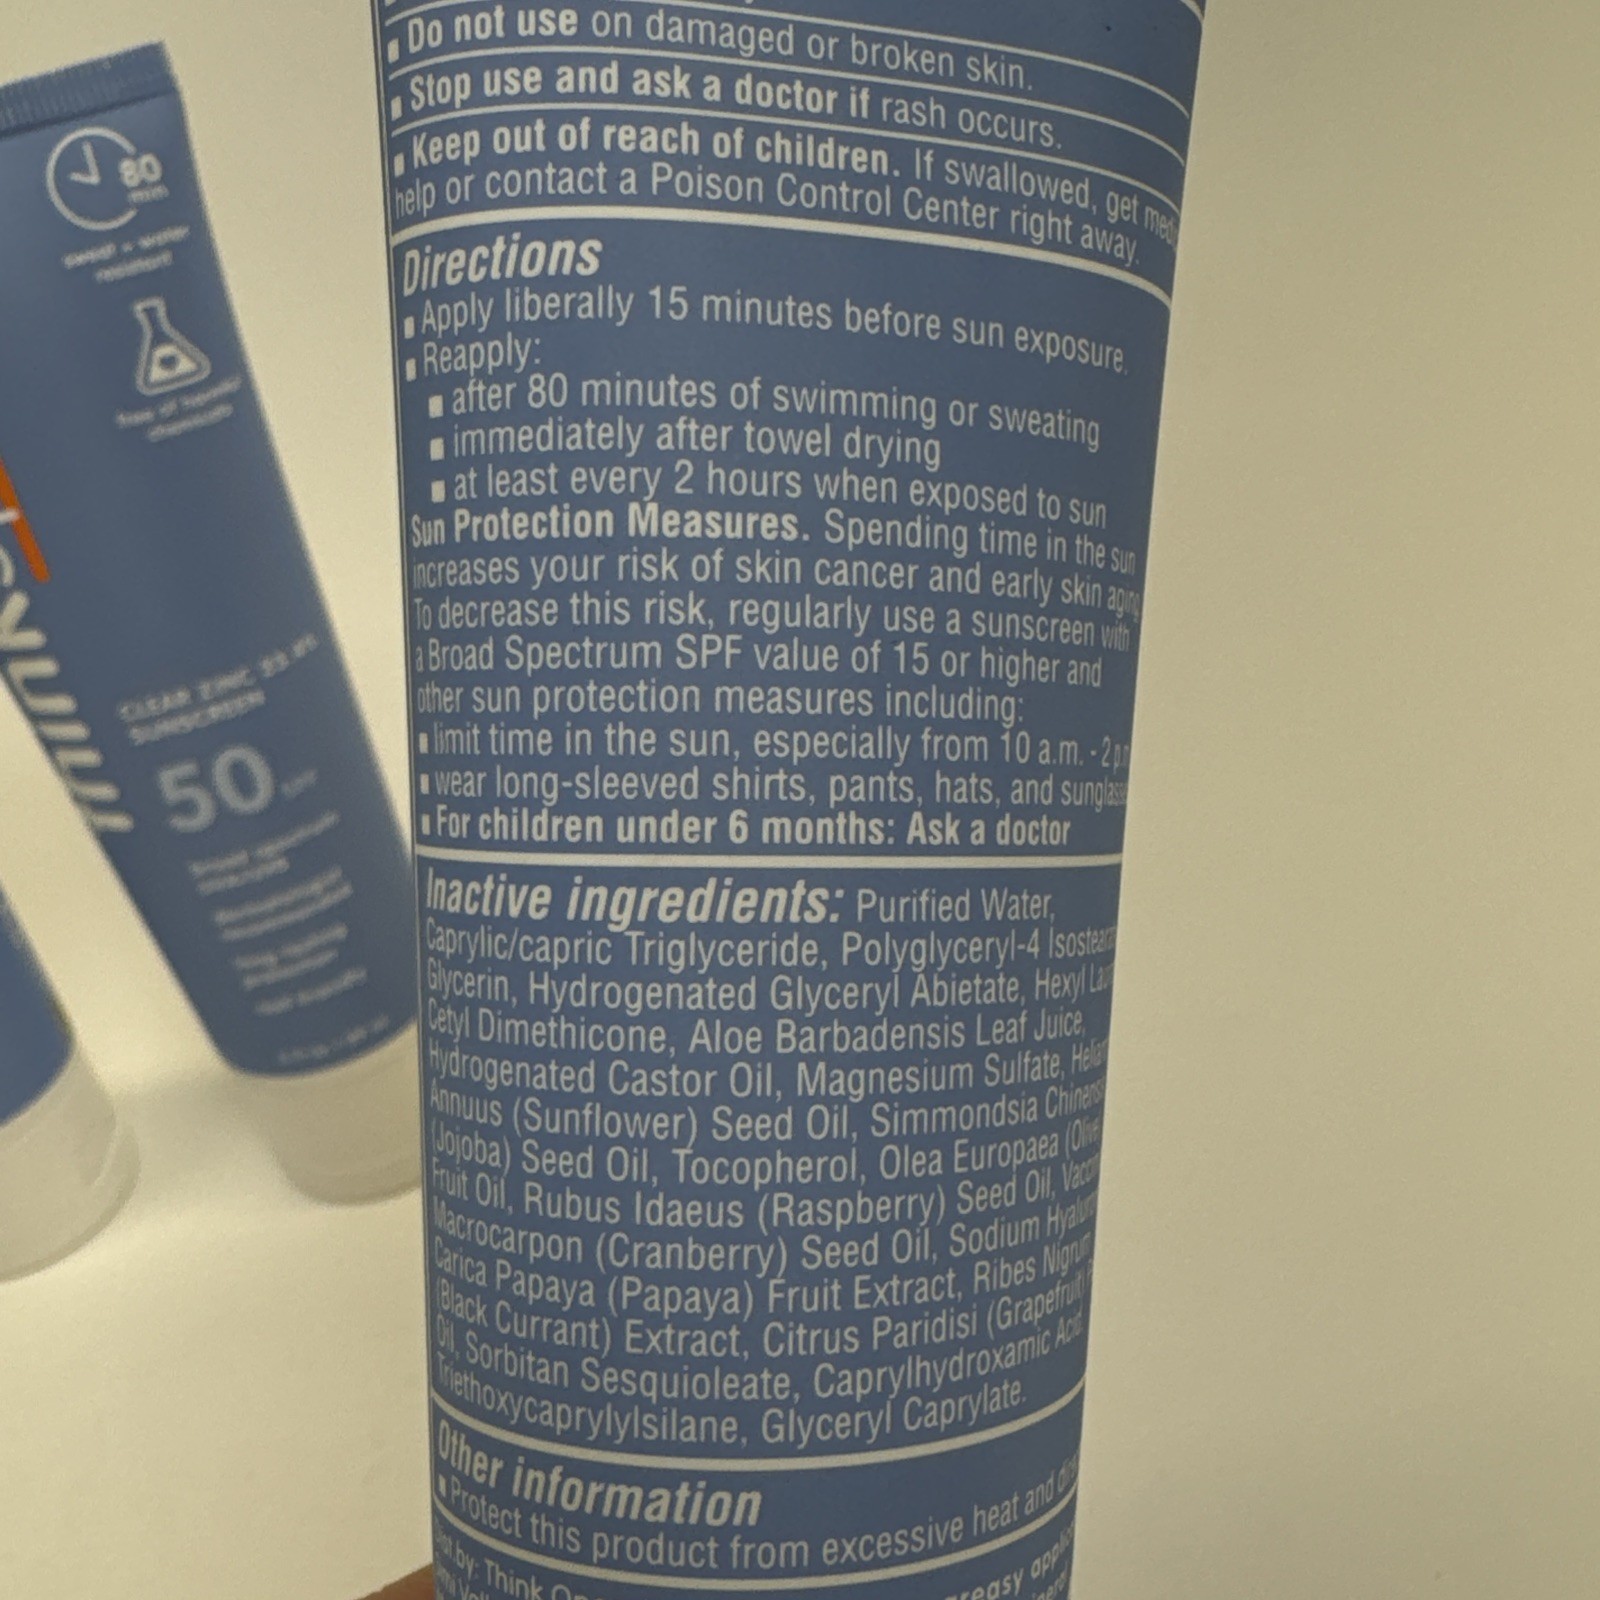 80
min
sweat + water
resistant
CLEAR ZINC
SUNSCREEN
50
▪ Do not use on damaged or broken skin.
▪ Stop use and ask a doctor if rash occurs.
▪ Keep out of reach of children. If swallowed, get
help or contact a Poison Control Center right away.
Directions
▪ Apply liberally 15 minutes before sun exposure.
▪ Reapply:
▪ after 80 minutes of swimming or sweating
▪ immediately after towel drying
▪ at least every 2 hours when exposed to sun
Sun Protection Measures. Spending time in the sun
increases your risk of skin cancer and early skin aging
To decrease this risk, regularly use a sunscreen with
a Broad Spectrum SPF value of 15 or higher and
other sun protection measures including:
▪ limit time in the sun, especially from 10 a.m. - 2
▪ wear long-sleeved shirts, pants, hats, and
▪ For children under 6 months: Ask a doctor
Inactive ingredients: Purified Water,
Caprylic/capric Triglyceride, Polyglyceryl-4
Glycerin, Hydrogenated Glyceryl Abietate, Hexyl
Cetyl Dimethicone, Aloe Barbadensis Leaf Juice,
Hydrogenated Castor Oil, Magnesium Sulfate,
Annuus (Sunflower) Seed Oil, Simmondsia
(Jojoba) Seed Oil, Tocopherol, Olea Europaea (Olive)
Fruit Oil, Rubus Idaeus (Raspberry) Seed Oil,
Macrocarpon (Cranberry) Seed Oil, Sodium
Carica Papaya (Papaya) Fruit Extract, Ribes Nigrum
(Black Currant) Extract, Citrus Paridisi (Grapefruit)
Oil, Sorbitan Sesquioleate, Caprylhydroxamic Acid,
Triethoxycaprylylsilane, Glyceryl Caprylate.
Other information
▪ Protect this product from excessive heat and
by: Think